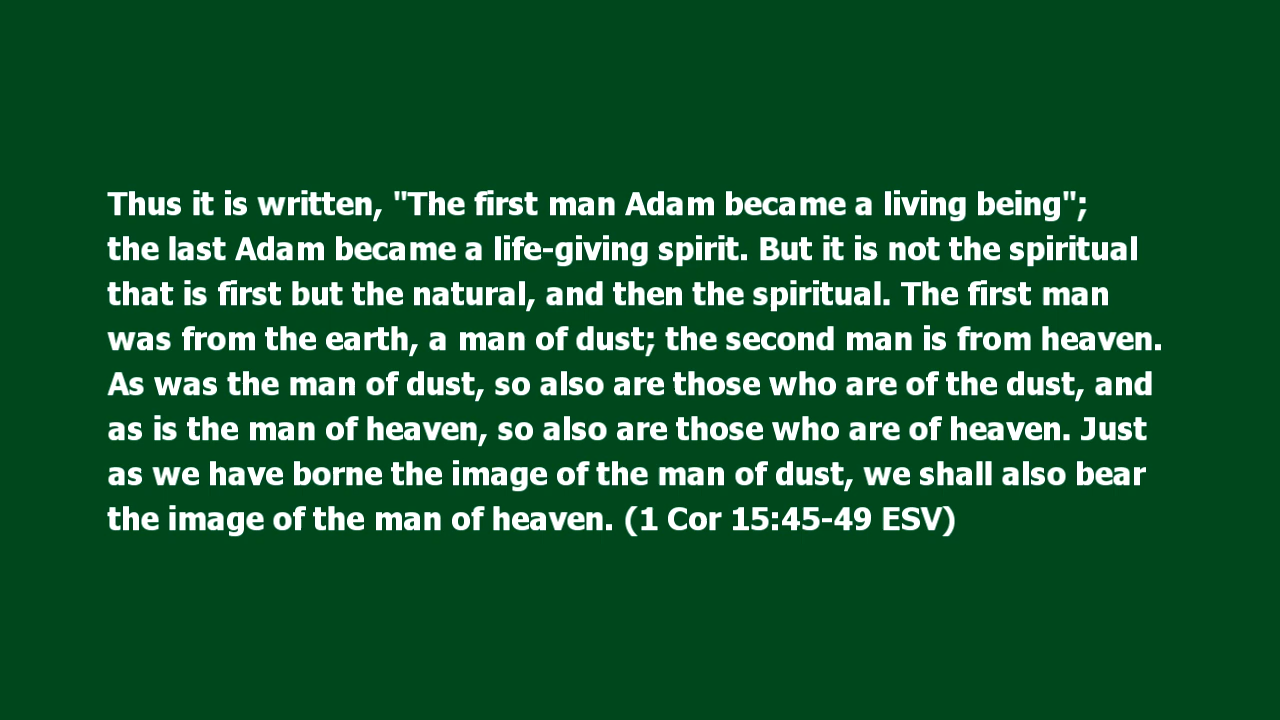 Thus it is written, "The first man Adam became a living being";
the last Adam became a life-giving spirit. But it is not the spiritual
that is first but the natural, and then the spiritual. The first man
was from the earth, a man of dust; the second man is from heaven.
As was the man of dust, so also are those who are of the dust, and
as is the man of heaven, so also are those who are of heaven. Just
as we have borne the image of the man of dust, we shall also bear
the image of the man of heaven. (1 Cor 15:45-49 ESV)